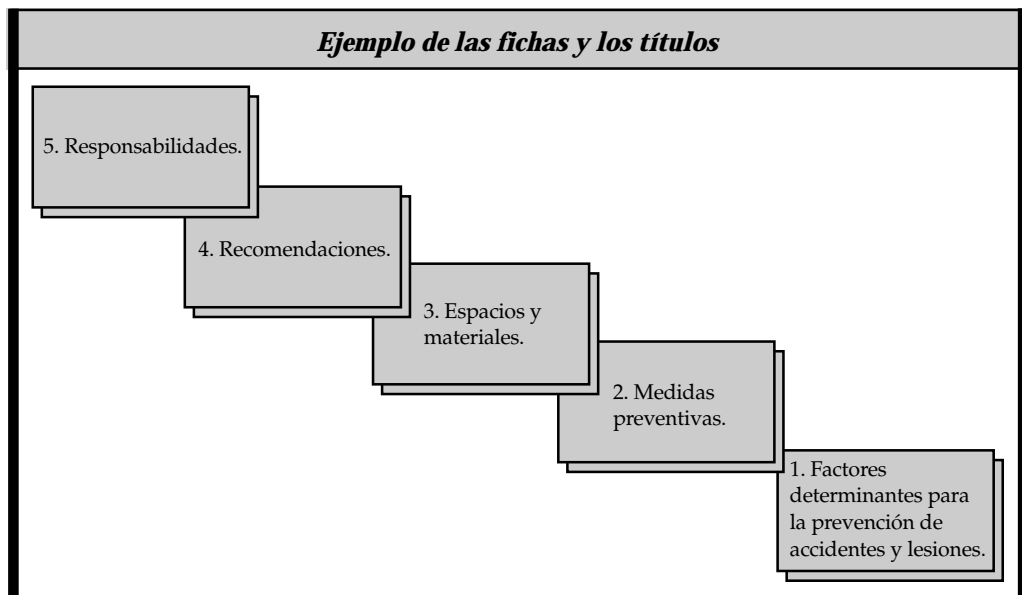 Ejemplo de las fichas y los títulos
5. Responsabilidades.
4. Recomendaciones.
3. Espacios y
materiales.
2. Medidas
preventivas.
1. Factores
determinantes para
la prevención de
accidentes y lesiones.